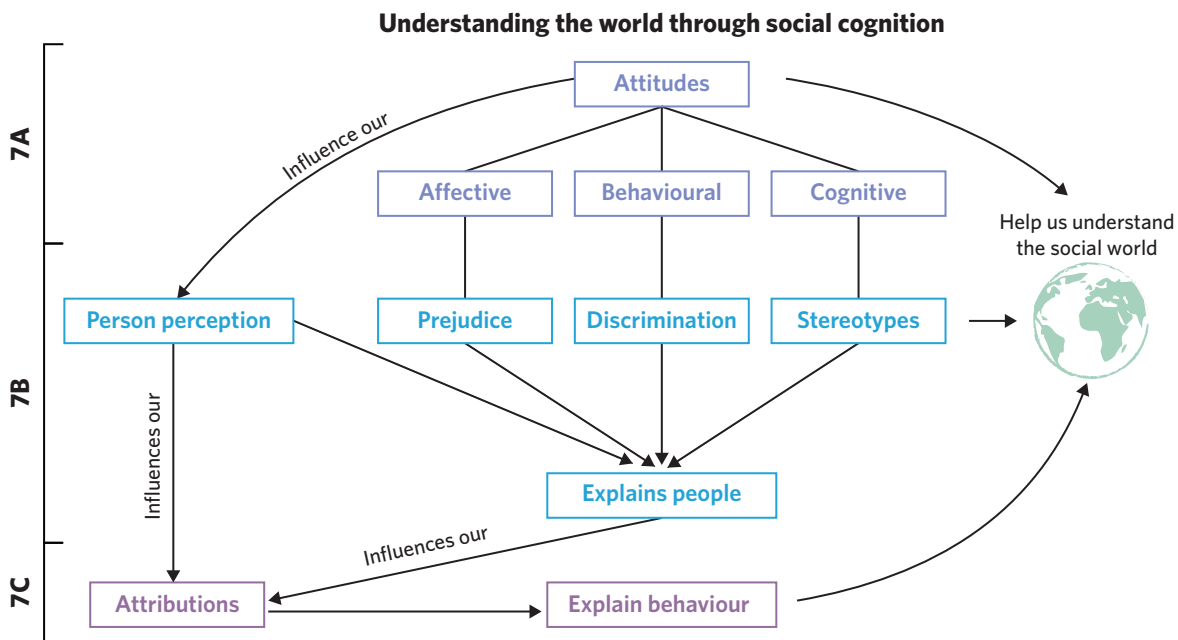 Understanding the world through social cognition
7A
Attitudes
Influence our
Affective
Behavioural
Cognitive
Help us understand
the social world
7B
Person perception
Prejudice
Discrimination
Stereotypes
Influences our
Explains people
Influences our
7C
Attributions
Explain behaviour